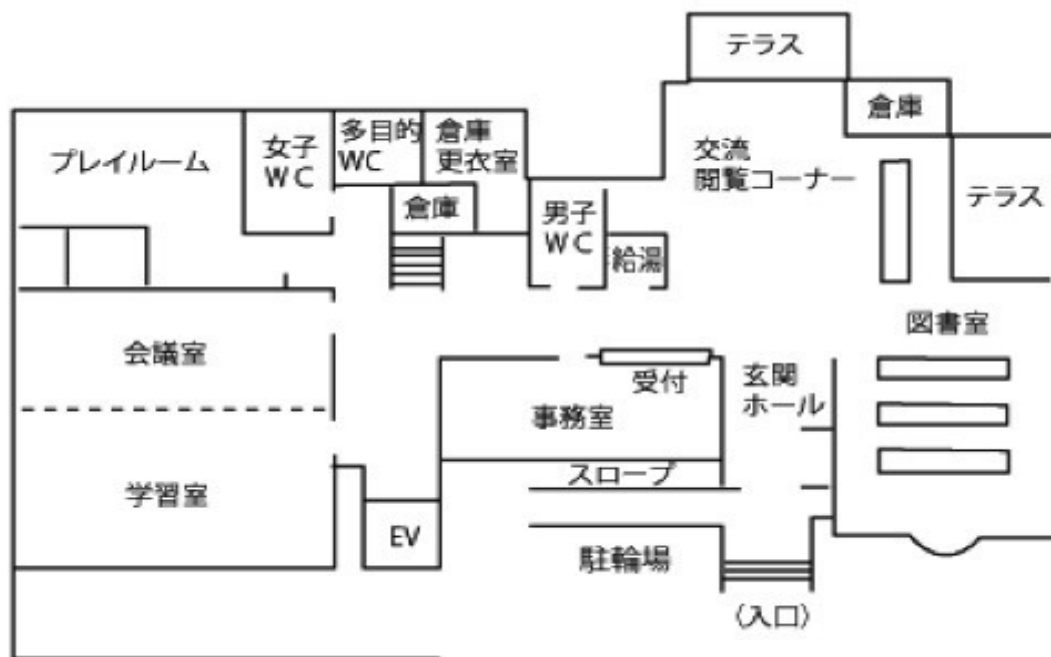 テラス
倉庫
プレイルーム
女子
ＷＣ
多目的
WC
倉庫
更衣室
倉庫
男子
ＷＣ
給湯
交流
閲覧コーナー
テラス
図書室
会議室
受付
事務室
玄関
ホール
学習室
スロープ
EV
駐輪場
（入口）